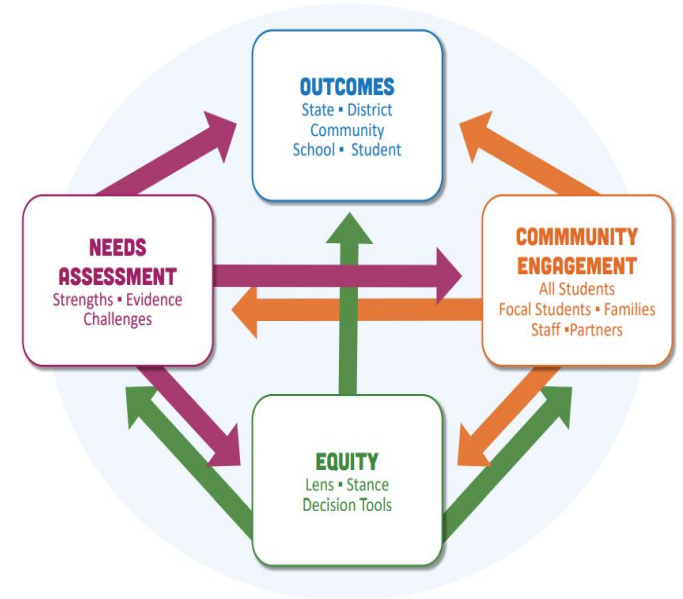 OUTCOMES
State ▪ District
Community
School ▪ Student
NEEDS
ASSESSMENT
Strengths ▪ Evidence
Challenges
COMMMUNITY
ENGAGEMENT
All Students
Focal Students ▪ Families
Staff ▪Partners
EQUITY
Lens ▪ Stance
Decision Tools